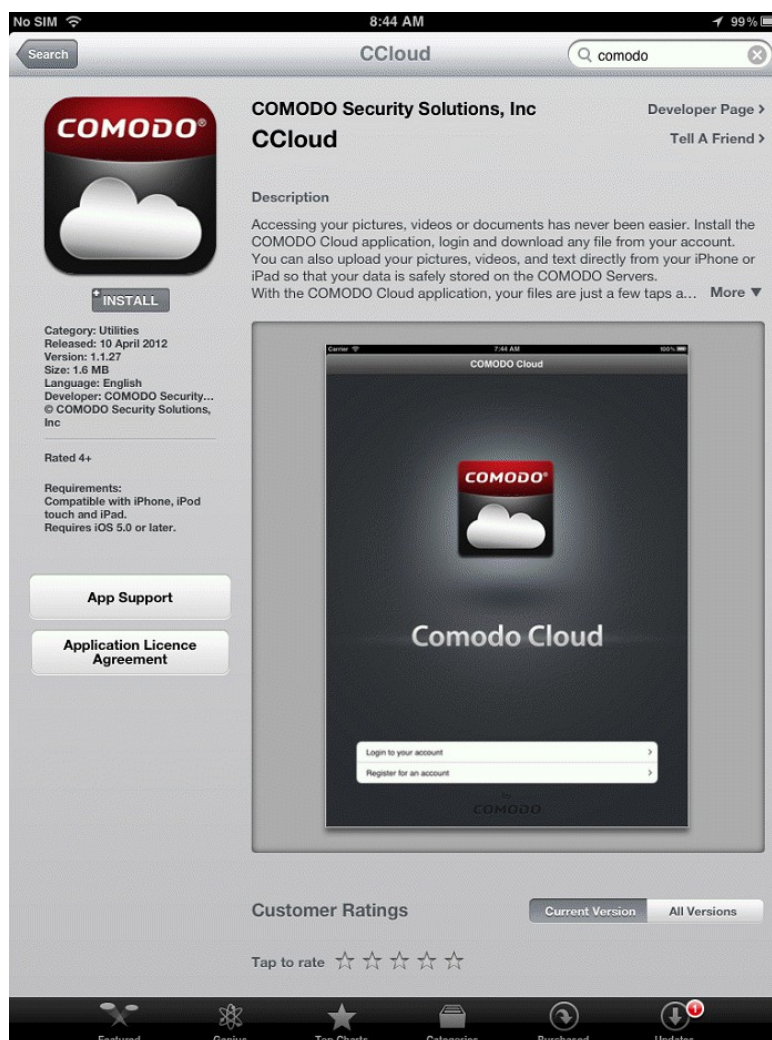 No SIM 8:44 AM 99%
Search CCloud comodo
COMODO®
INSTALL
Category: Utilities
Released: 10 April 2012
Version: 1.1.27
Size: 1.6 MB
Language: English
Developer: COMODO Security...
© COMODO Security Solutions,
Inc
Rated 4+
Requirements:
Compatible with iPhone, iPod
touch and iPad.
Requires iOS 5.0 or later.
App Support
Application Licence
Agreement
COMODO Security Solutions, Inc Developer Page >
CCloud Tell A Friend >
Description
Accessing your pictures, videos or documents has never been easier. Install the
COMODO Cloud application, login and download any file from your account.
You can also upload your pictures, videos, and text directly from your iPhone or
iPad so that your data is safely stored on the COMODO Servers.
With the COMODO Cloud application, your files are just a few taps a... More ▼
Carrier 7:44 AM 100%
COMODO Cloud
COMODO®
Comodo Cloud
Login to your account >
Register for an account >
by
COMODO
Customer Ratings Current Version All Versions
Tap to rate
1
Featured Genius Top Charts Categories Purchased Updates